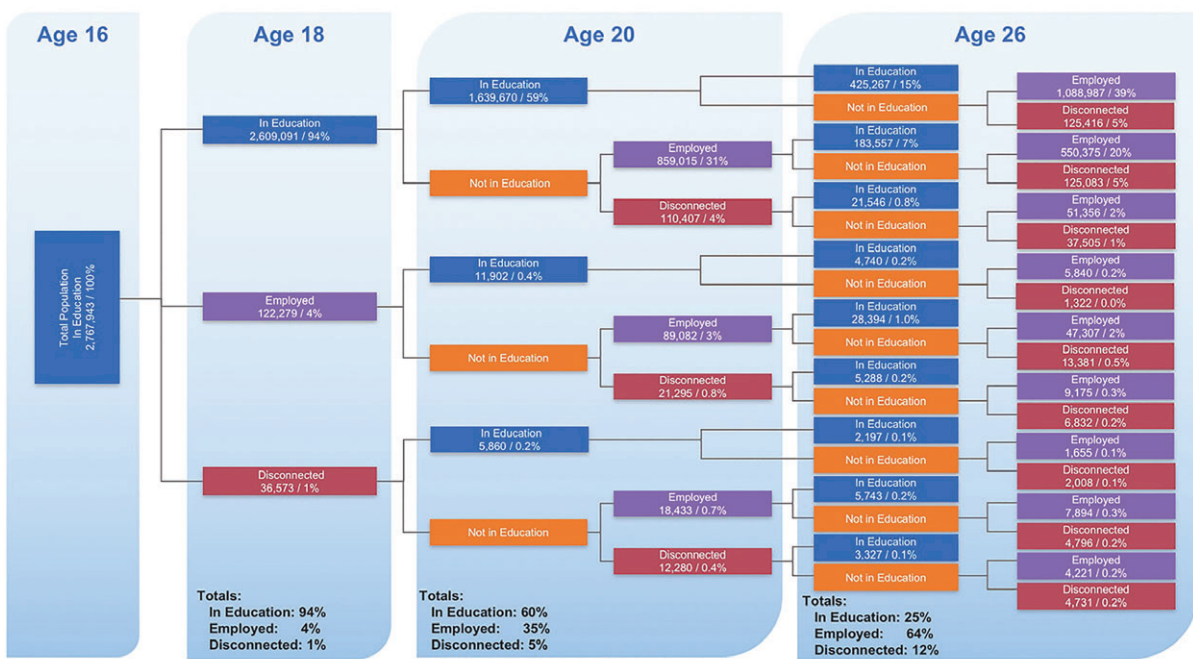 Age 16
Age 18
Age 20
Age 26
Total Population
In Education
2,767,943 / 100%
In Education
2,609,091 / 94%
Employed
122,279 / 4%
Disconnected
36,573 / 1%
Totals:
In Education: 94%
Employed: 4%
Disconnected: 1%
In Education
1,639,670 / 59%
Not in Education
Employed
859,015 / 31%
Disconnected
110,407 / 4%
In Education
11,902 / 0.4%
Not in Education
Employed
89,082 / 3%
Disconnected
21,295 / 0.8%
In Education
5,860 / 0.2%
Not in Education
Employed
18,433 / 0.7%
Disconnected
12,280 / 0.4%
Totals:
In Education: 60%
Employed: 35%
Disconnected: 5%
In Education
425,267 / 15%
Not in Education
Employed
1,088,987 / 39%
Disconnected
125,416 / 5%
In Education
183,557 / 7%
Not in Education
Employed
550,375 / 20%
Disconnected
125,083 / 5%
In Education
21,546 / 0.8%
Not in Education
Employed
51,356 / 2%
Disconnected
37,505 / 1%
In Education
4,740 / 0.2%
Not in Education
Employed
5,840 / 0.2%
Disconnected
1,322 / 0.0%
In Education
28,394 / 1.0%
Not in Education
Employed
47,307 / 2%
Disconnected
13,381 / 0.5%
In Education
5,288 / 0.2%
Not in Education
Employed
9,175 / 0.3%
Disconnected
6,832 / 0.2%
In Education
2,197 / 0.1%
Not in Education
Employed
1,655 / 0.1%
Disconnected
2,008 / 0.1%
In Education
5,743 / 0.2%
Not in Education
Employed
7,894 / 0.3%
Disconnected
4,796 / 0.2%
In Education
3,327 / 0.1%
Not in Education
Employed
4,221 / 0.2%
Disconnected
4,731 / 0.2%
Totals:
In Education: 25%
Employed: 64%
Disconnected: 12%